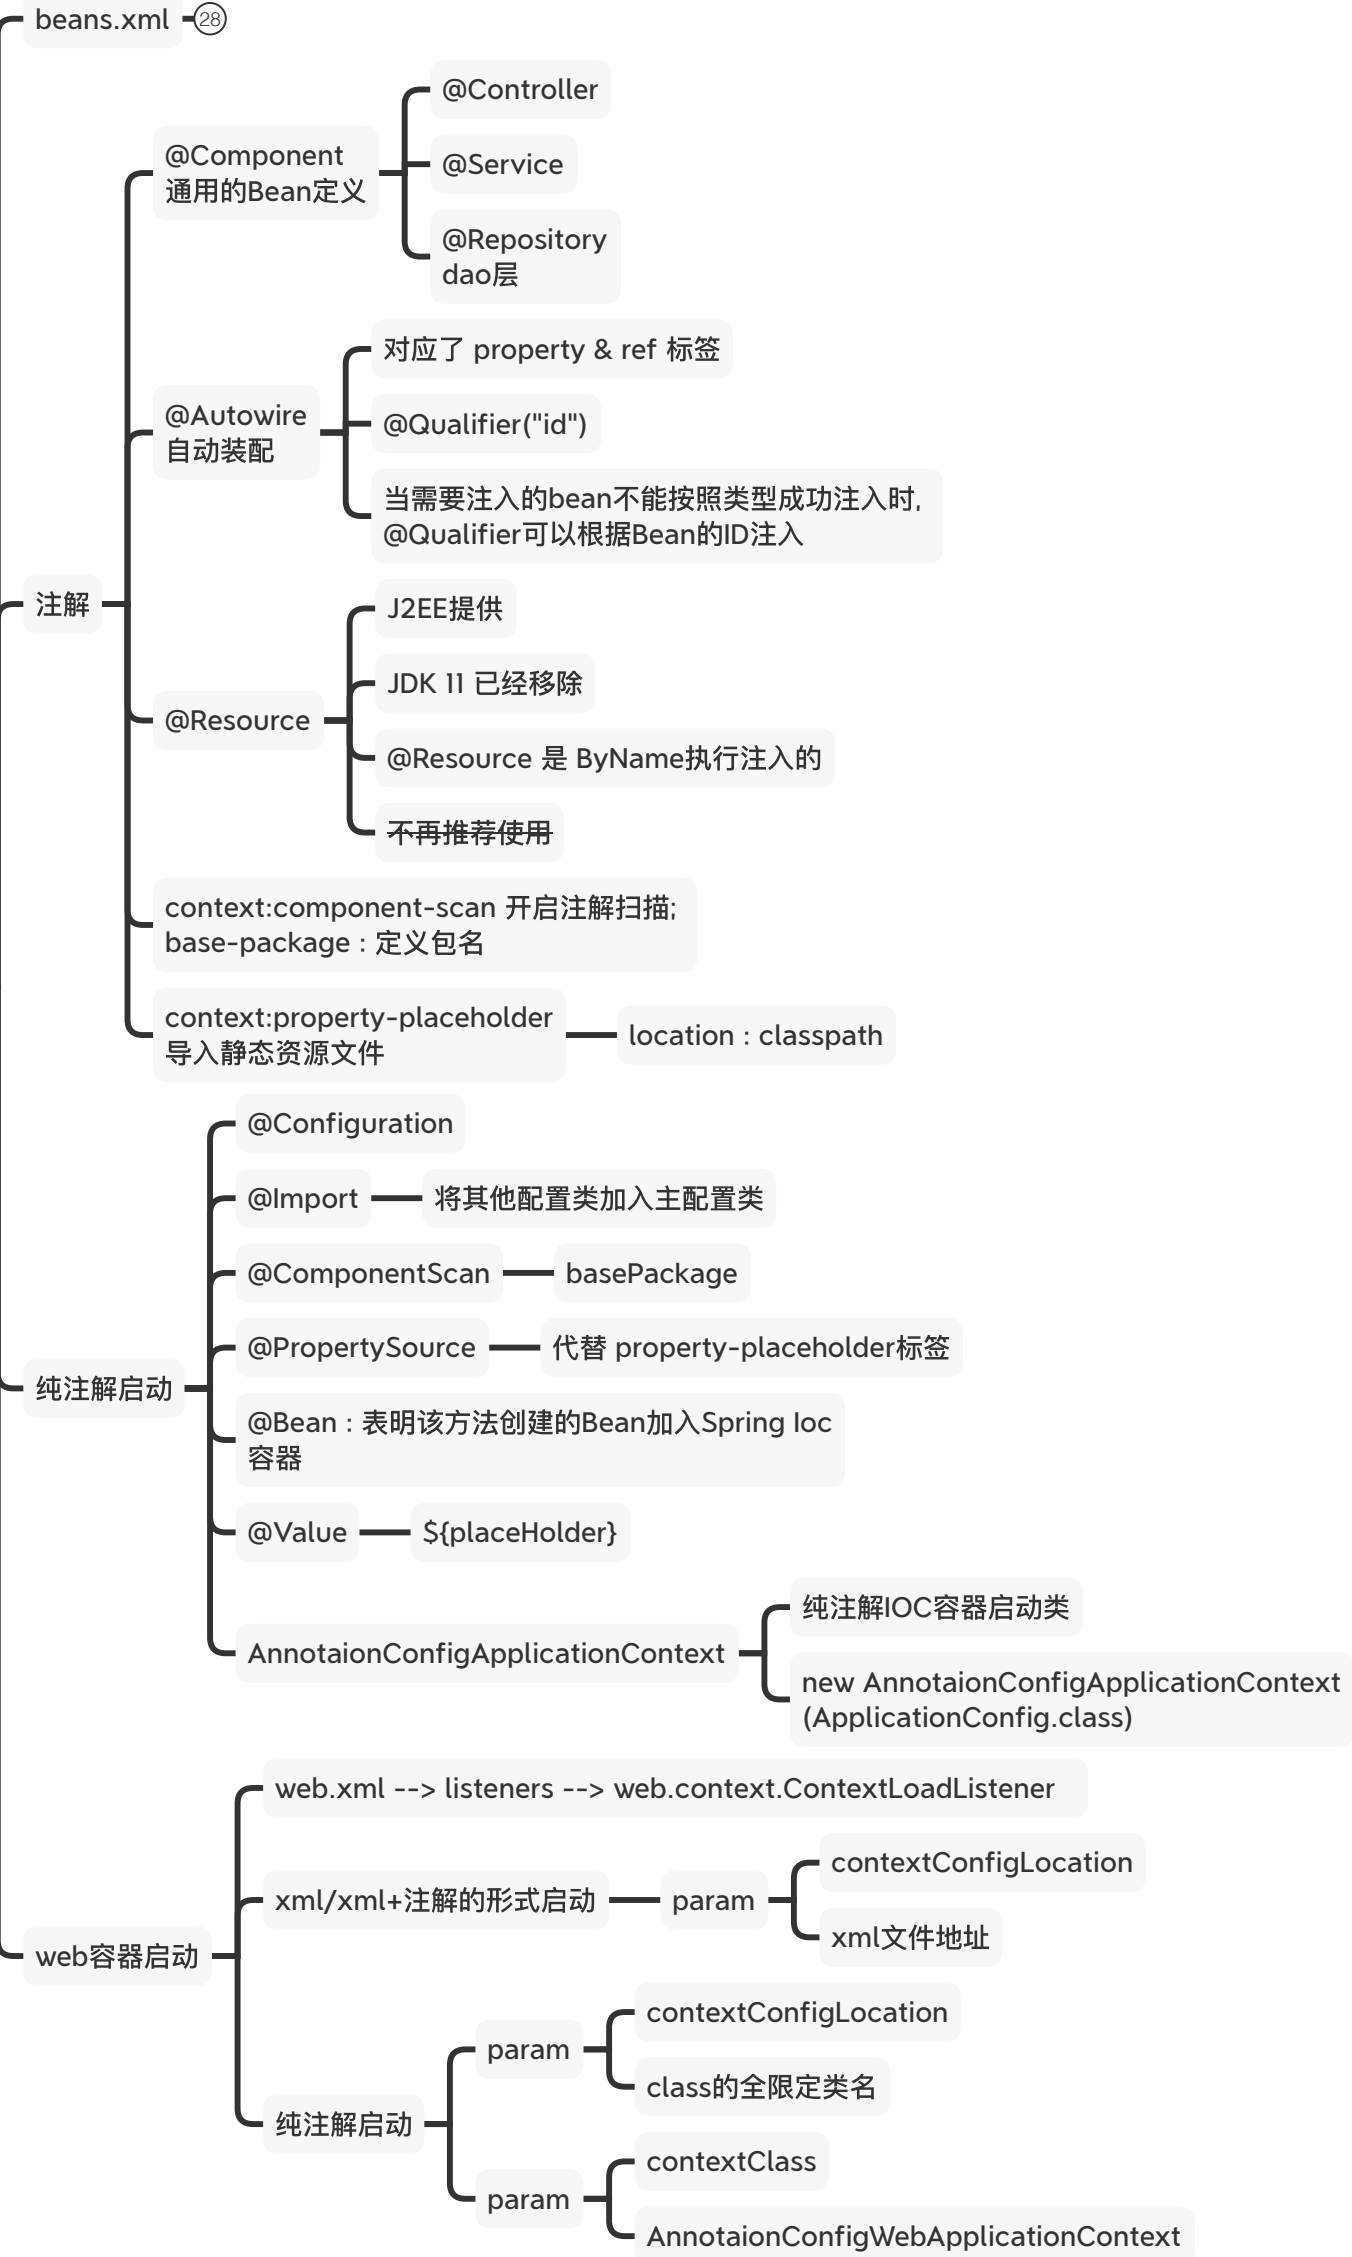 beans.xml
28
@Controller
@Component
通用的Bean定义
@Service
@Repository
dao层
对应了 property & ref 标签
@Autowire
自动装配
@Qualifier("id")
当需要注入的bean不能按照类型成功注入时,
@Qualifier可以根据Bean的ID注入
注解
J2EE提供
JDK 11 已经移除
@Resource
@Resource 是 ByName执行注入的
不再推荐使用
context:component-scan 开启注解扫描;
base-package : 定义包名
context:property-placeholder
导入静态资源文件
location : classpath
@Configuration
@Import
将其他配置类加入主配置类
@ComponentScan
basePackage
@PropertySource
代替 property-placeholder标签
纯注解启动
@Bean : 表明该方法创建的Bean加入Spring Ioc
容器
@Value
${placeHolder}
纯注解IOC容器启动类
AnnotaionConfigApplicationContext
new AnnotaionConfigApplicationContext
(ApplicationConfig.class)
web.xml --> listeners --> web.context.ContextLoadListener
contextConfigLocation
xml/xml+注解的形式启动
param
xml文件地址
web容器启动
contextConfigLocation
param
class的全限定类名
纯注解启动
contextClass
param
AnnotaionConfigWebApplicationContext